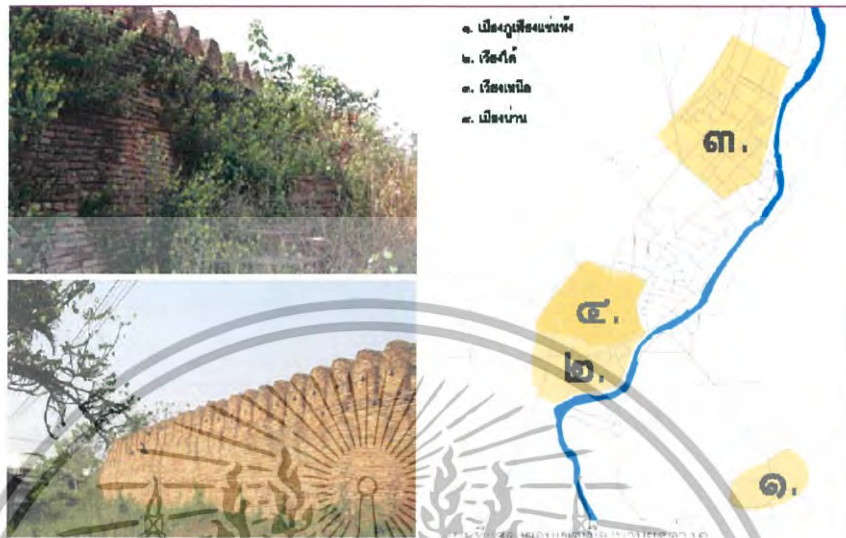 ๑. เมืองภูเพียงแช่แห้ง
๒. เวียงใต้
๓. เวียงเหนือ
๔. เมืองน่าน
๓.
๔.
๒.
๑.